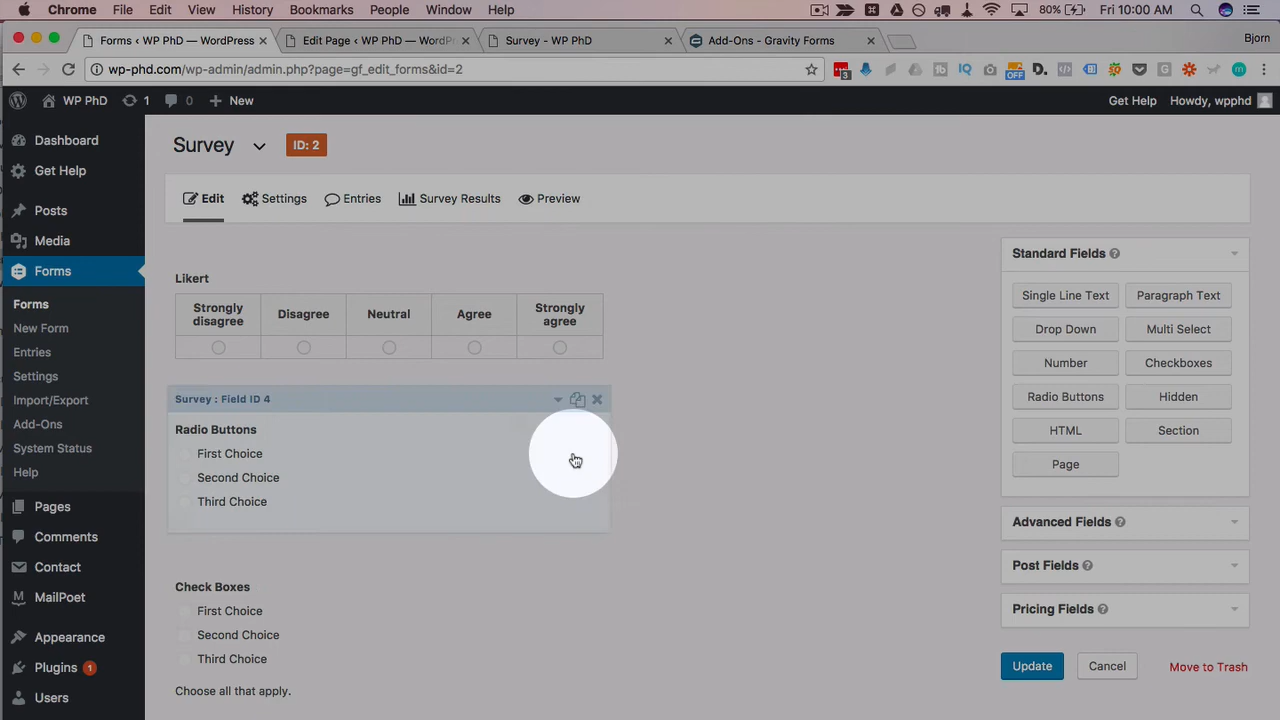 Chrome File Edit View History Bookmarks People Window Help 80% Fri 10:00 AM
Forms < WP PhD — WordPress Edit Page < WP PhD — WordPr Survey - WP PhD Add-Ons - Gravity Forms Bjorn
wp-phd.com/wp-admin/admin.php?page=gf_edit_forms&id=2 3 OFF
WP PhD 1 0 New Get Help Howdy, wpphd
Dashboard
Get Help
Posts
Media
Forms
Forms
New Form
Entries
Settings
Import/Export
Add-Ons
System Status
Help
Pages
Comments
Contact
MailPoet
Appearance
Plugins 1
Users
Survey ID: 2
Edit Settings Entries Survey Results Preview
Likert
Strongly disagree Disagree Neutral Agree Strongly agree
Survey : Field ID 4
Radio Buttons
First Choice
Second Choice
Third Choice
Check Boxes
First Choice
Second Choice
Third Choice
Choose all that apply.
Standard Fields
Single Line Text Paragraph Text
Drop Down Multi Select
Number Checkboxes
Radio Buttons Hidden
HTML Section
Page
Advanced Fields
Post Fields
Pricing Fields
Update Cancel Move to Trash